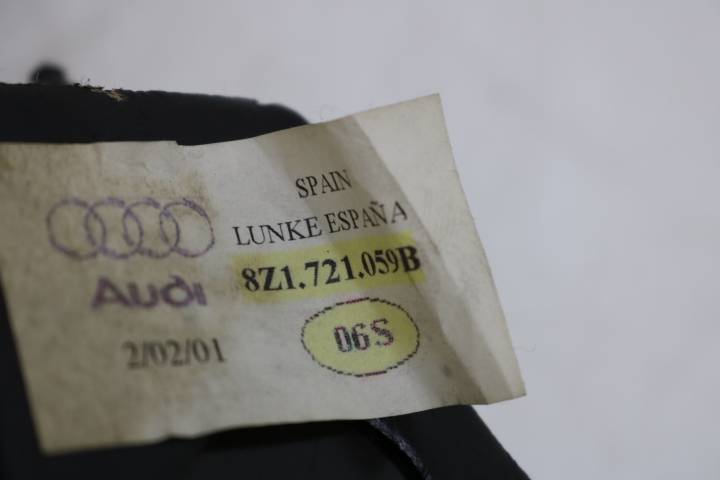 SPAIN
LUNKE ESPAÑA
8Z1.721.059B
Audi
06S
2/02/01